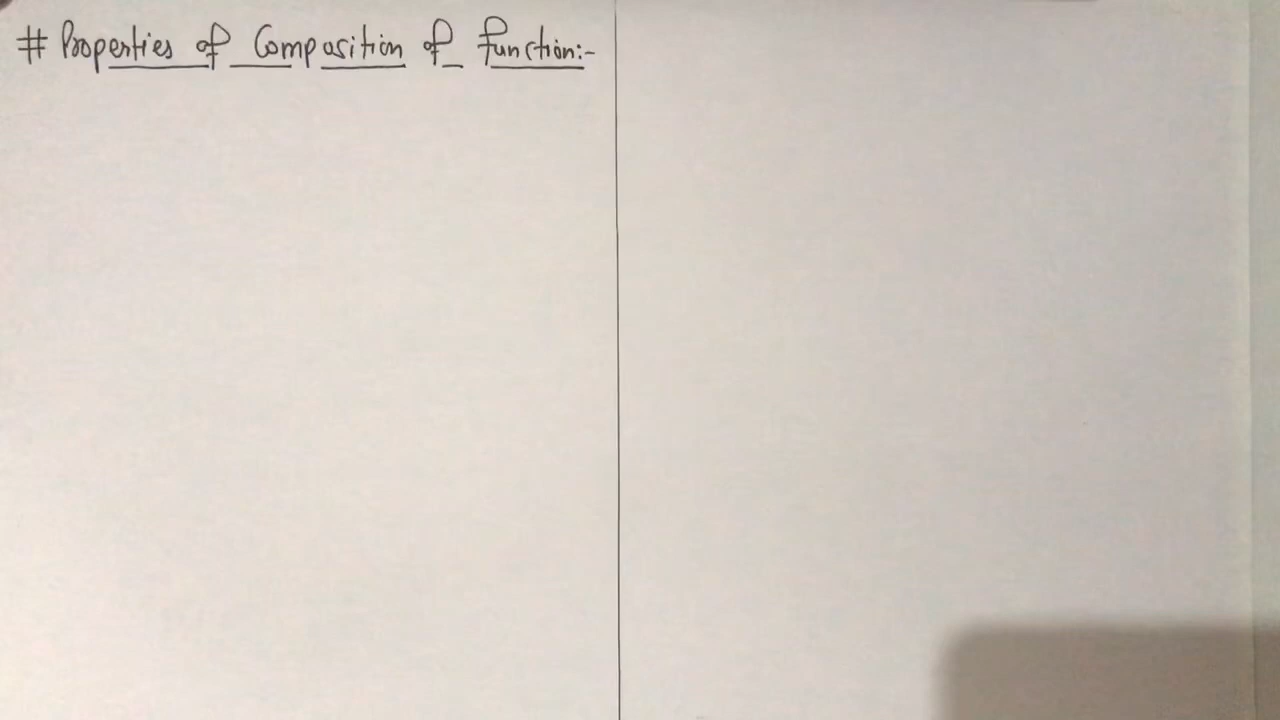 # Properties of Composition of function:-